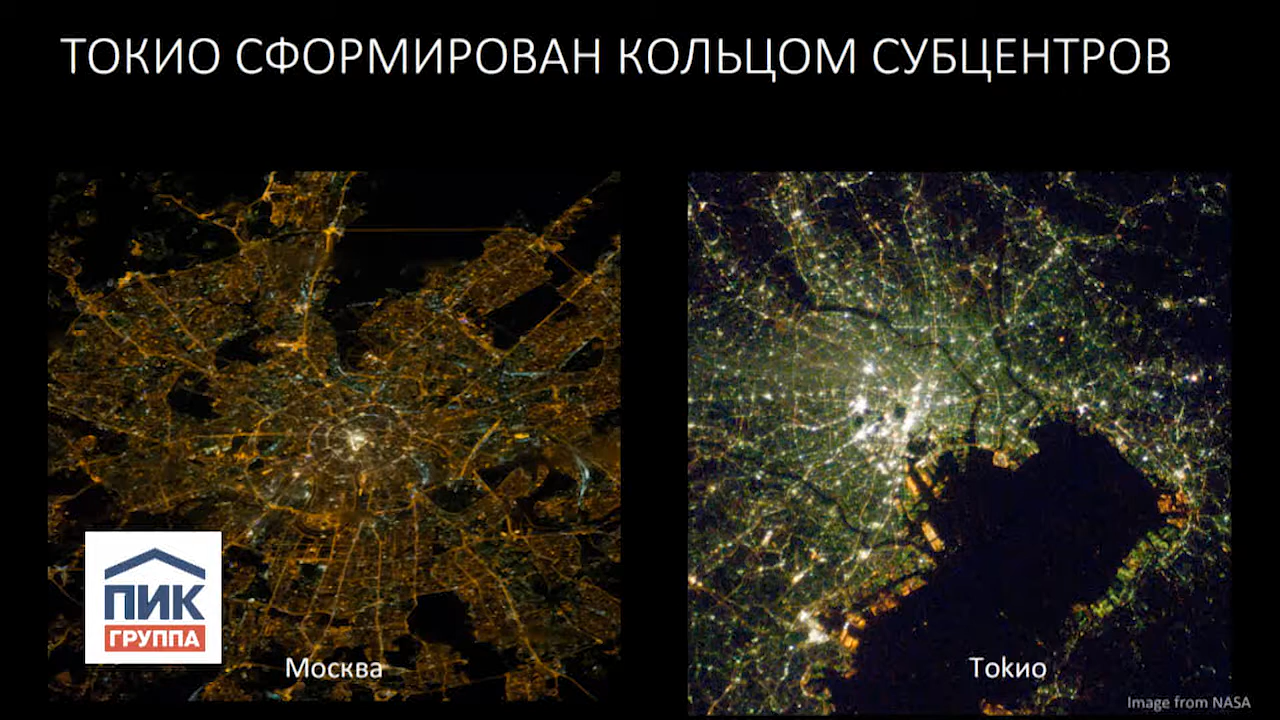 ТОКИО СФОРМИРОВАН КОЛЬЦОМ СУБЦЕНТРОВ
ПИК
ГРУППА
Москва
Токио
Image from NASA